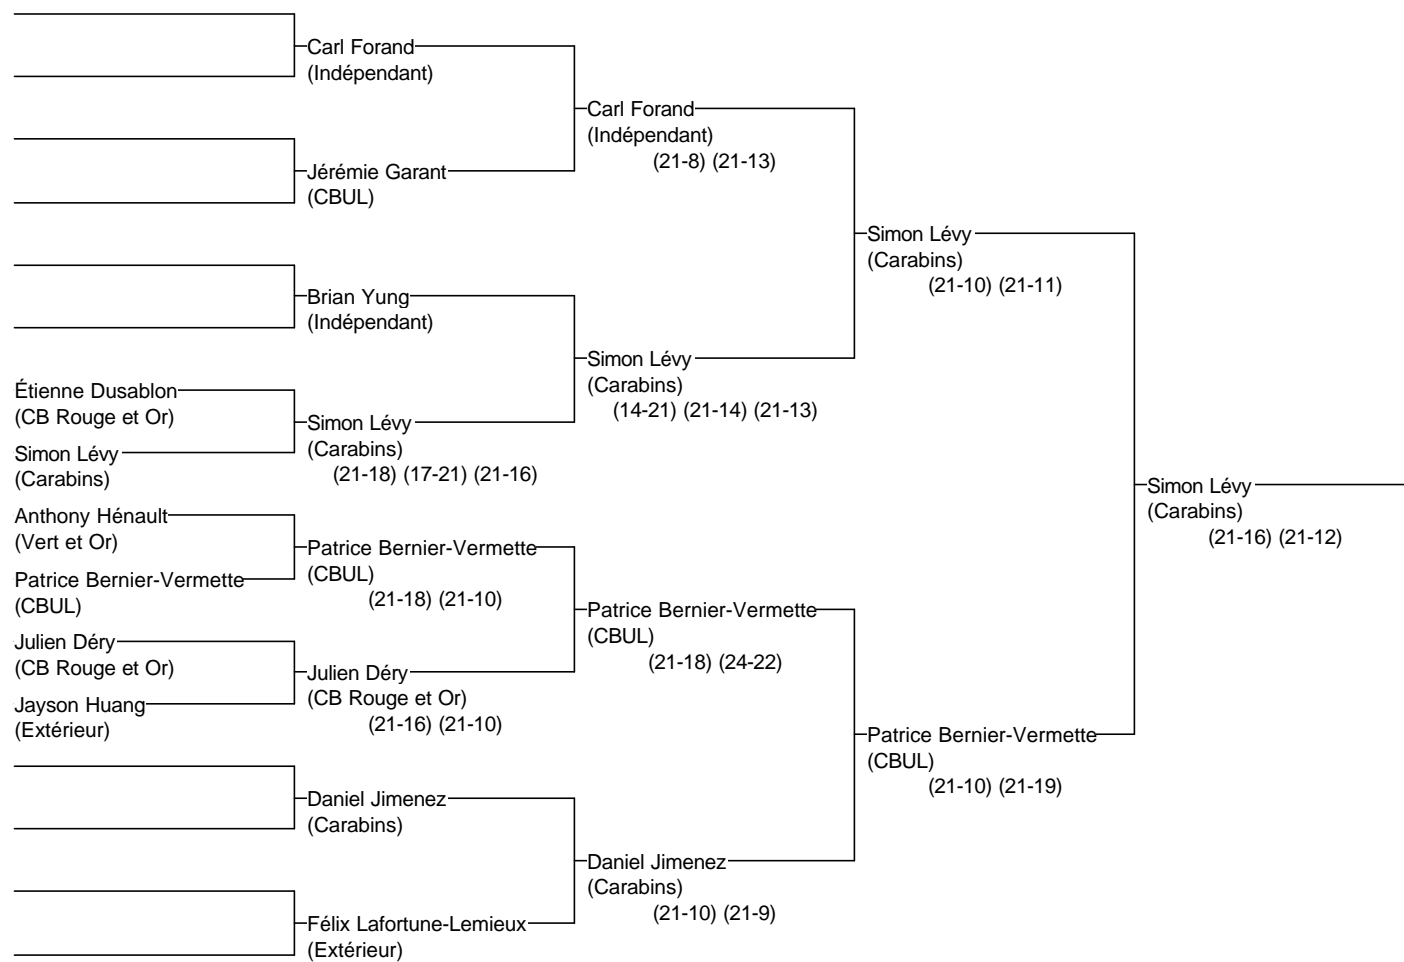 Carl Forand
(Indépendant)
Carl Forand
(Indépendant)
(21-8) (21-13)
Jérémie Garant
(CBUL)
Simon Lévy
(Carabins)
(21-10) (21-11)
Brian Yung
(Indépendant)
Simon Lévy
(Carabins)
(14-21) (21-14) (21-13)
Étienne Dusablon
(CB Rouge et Or)
Simon Lévy
(Carabins)
(21-18) (17-21) (21-16)
Simon Lévy
(Carabins)
Simon Lévy
(Carabins)
(21-16) (21-12)
Anthony Hénault
(Vert et Or)
Patrice Bernier-Vermette
(CBUL)
(21-18) (21-10)
Patrice Bernier-Vermette
(CBUL)
Patrice Bernier-Vermette
(CBUL)
(21-18) (24-22)
Julien Déry
(CB Rouge et Or)
Julien Déry
(CB Rouge et Or)
(21-16) (21-10)
Jayson Huang
(Extérieur)
Patrice Bernier-Vermette
(CBUL)
(21-10) (21-19)
Daniel Jimenez
(Carabins)
Daniel Jimenez
(Carabins)
(21-10) (21-9)
Félix Lafortune-Lemieux
(Extérieur)